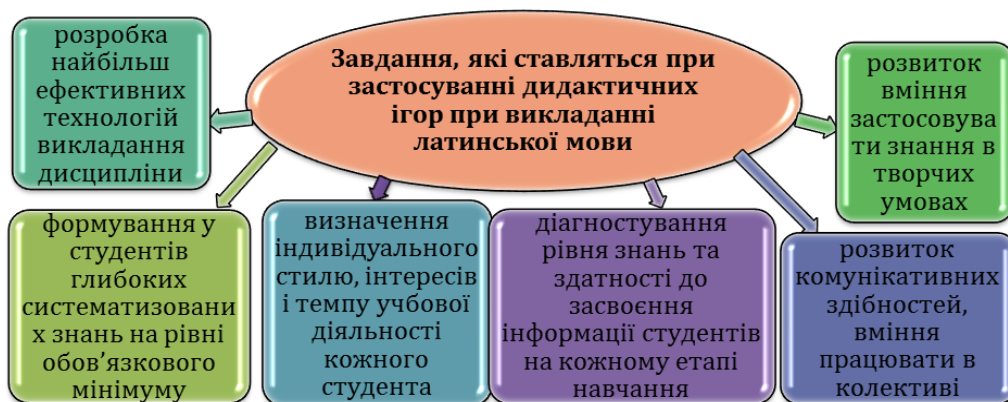 Завдання, які ставляться при
застосуванні дидактичних
ігор при викладанні
латинської мови
розробка
найбільш
ефективних
технологій
викладання
дисципліни
формування у
студентів
глибоких
систематизовани
х знань на рівні
обов’язкового
мінімуму
визначення
індивідуального
стилю, інтересів
і темпу учбової
діяльності
кожного
студента
діагностування
рівня знань та
здатності до
засвоєння
інформації студентів
на кожному етапі
навчання
розвиток
комунікативних
здібностей,
вміння
працювати в
колективі
розвиток
вміння
застосовува
ти знання в
творчих
умовах